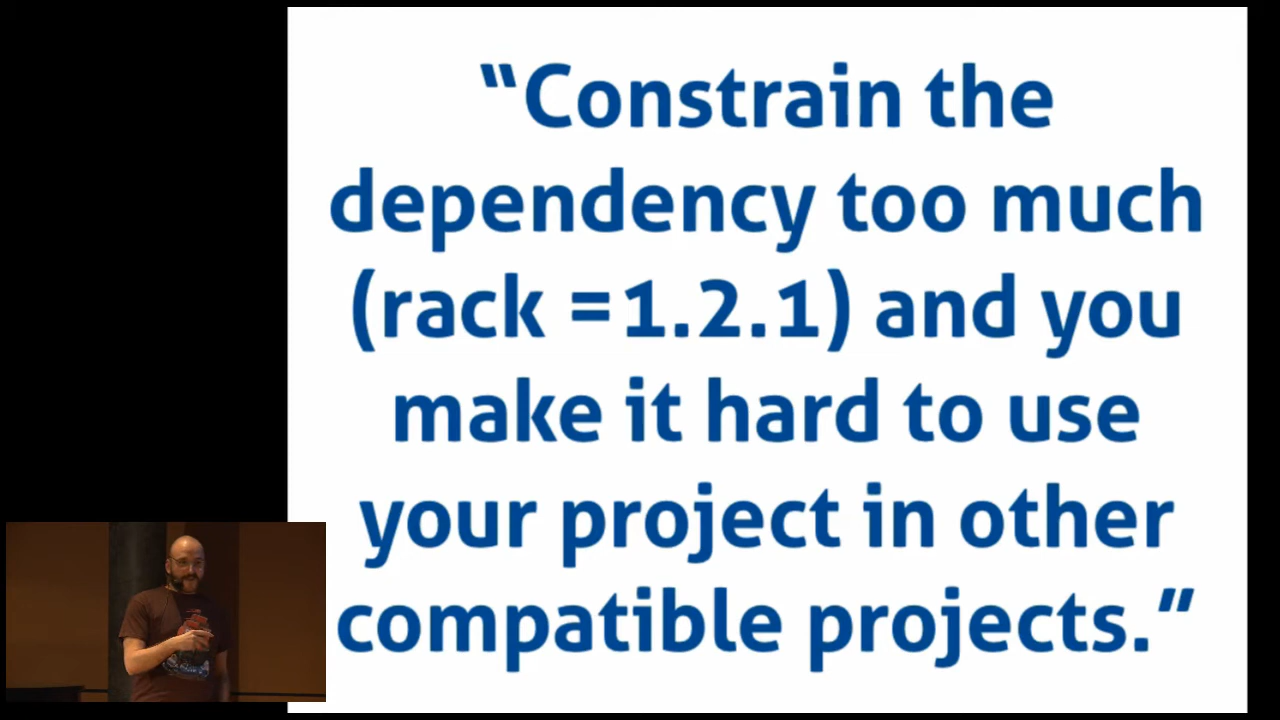 “Constrain the
dependency too much
(rack =1.2.1) and you
make it hard to use
your project in other
compatible projects.”